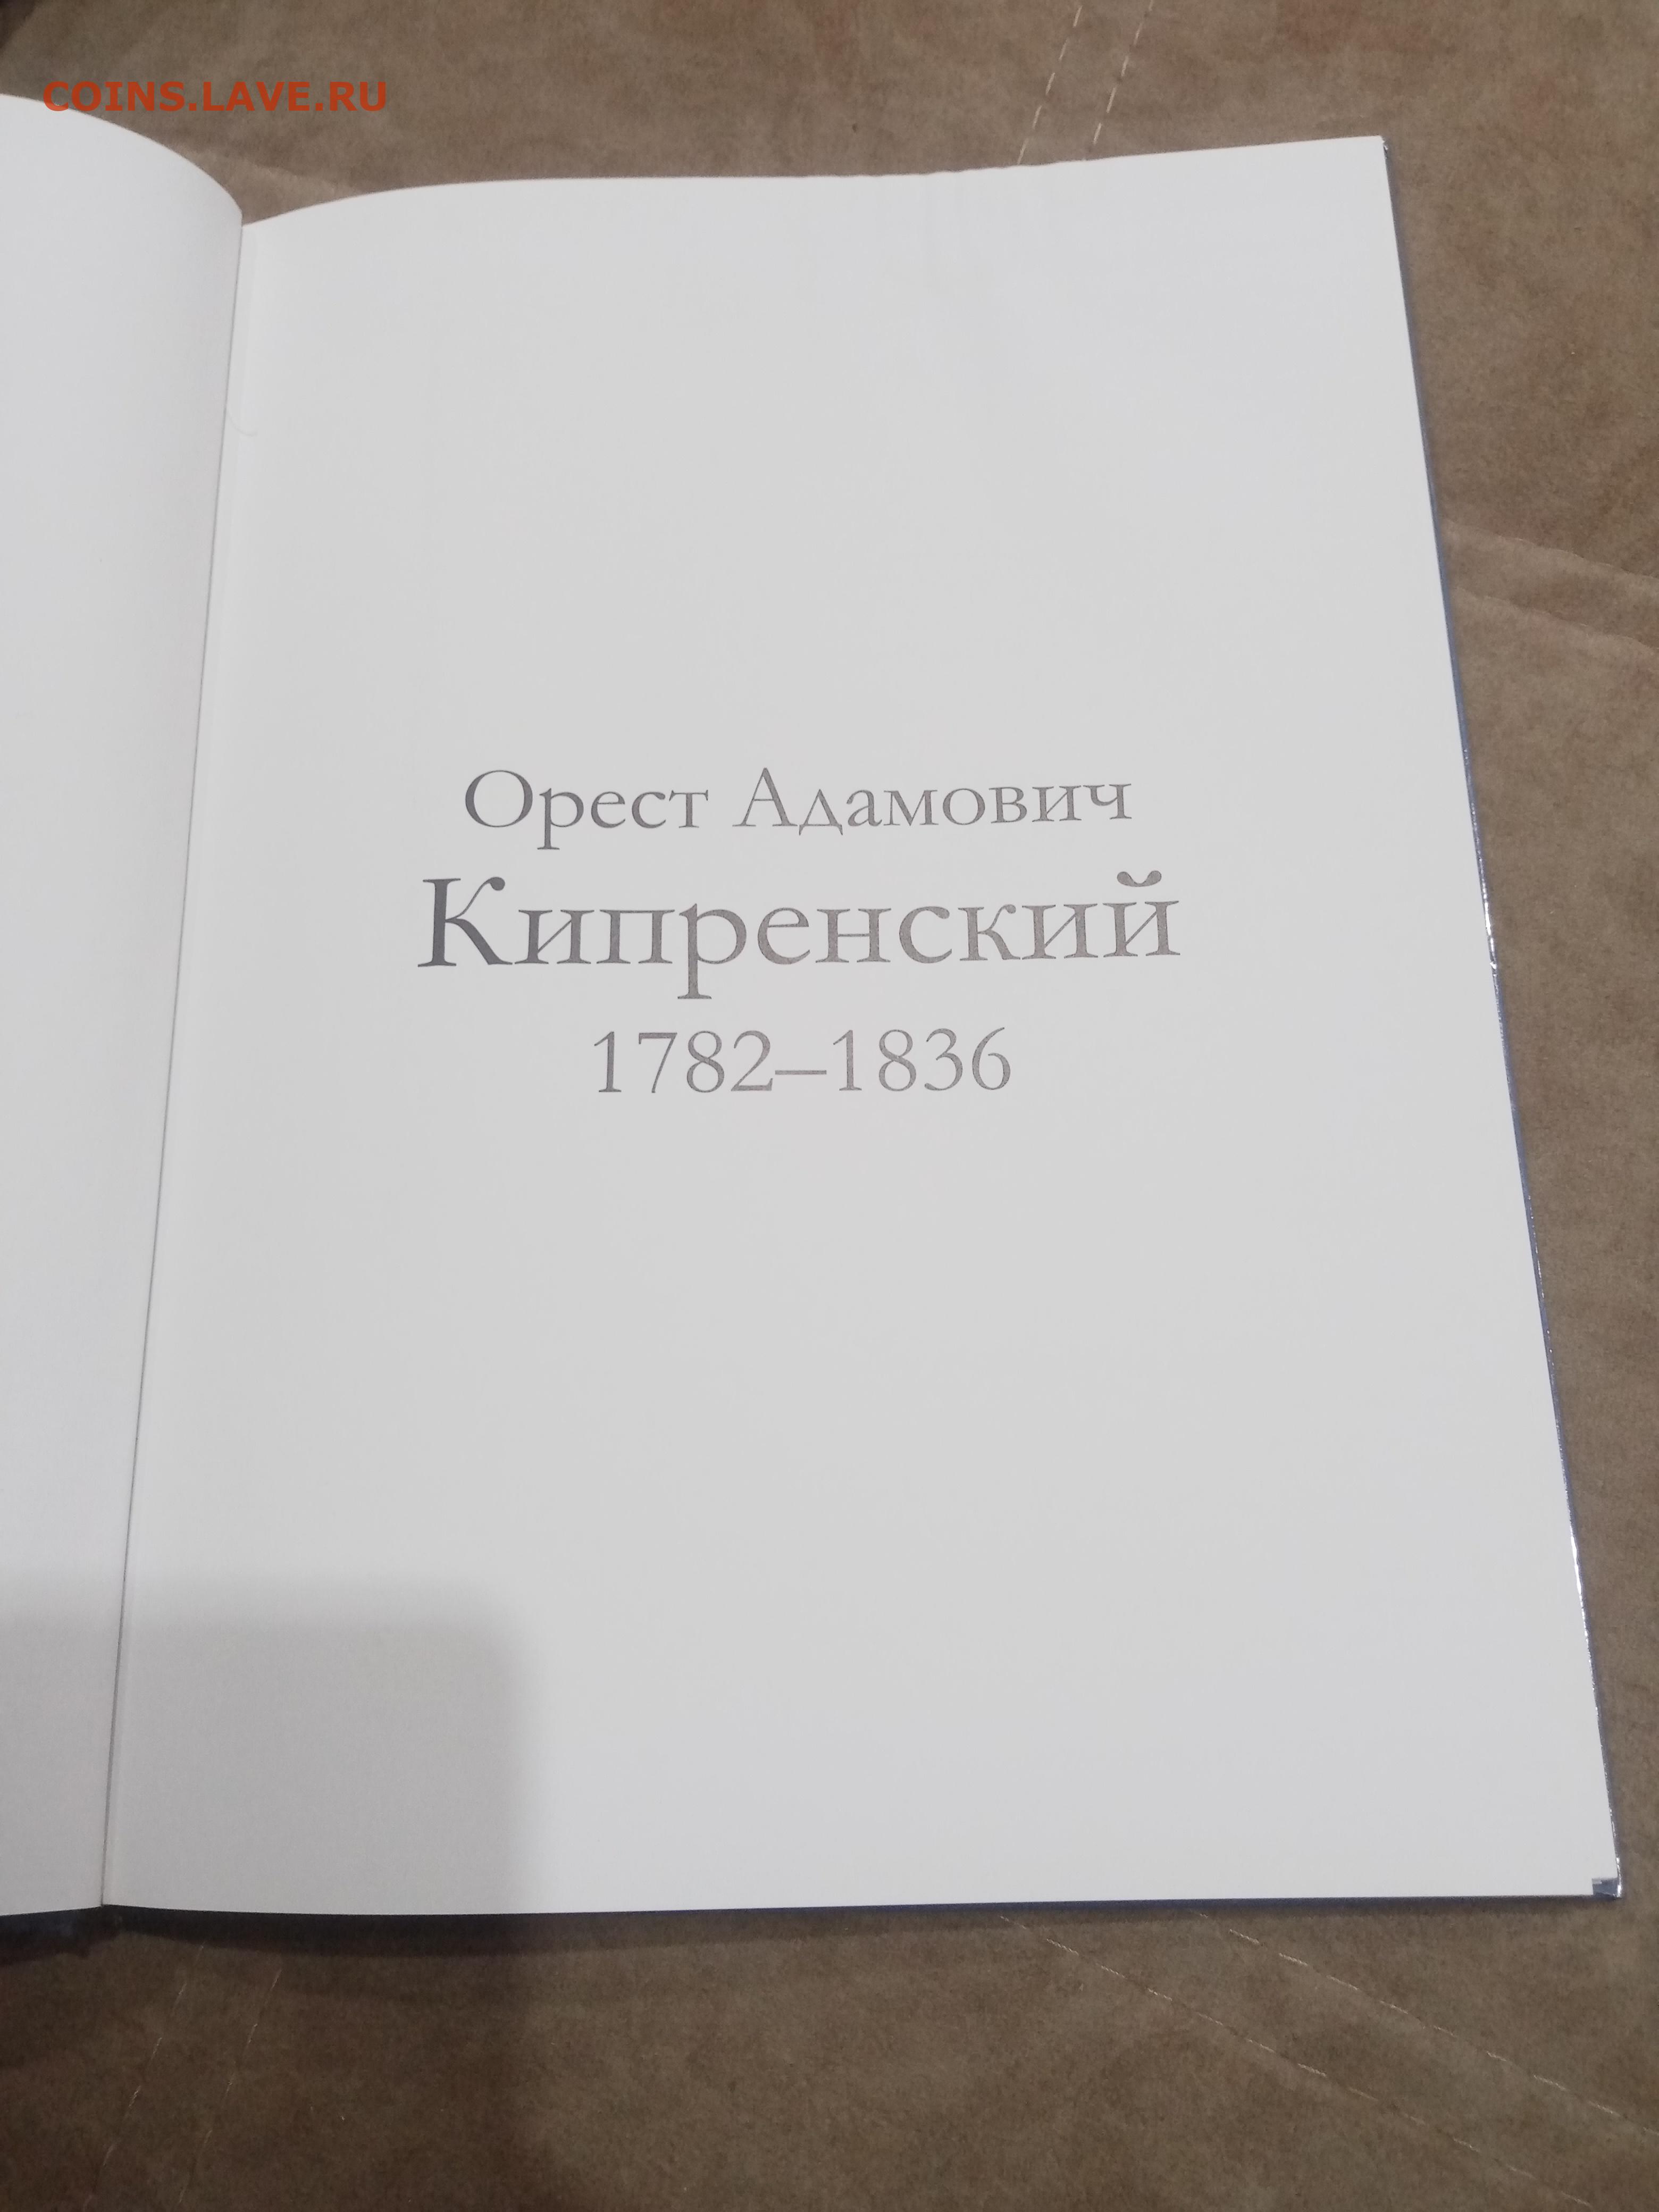 COINS.LAVE.RU
Орест Адамович
Кипренский
1782–1836